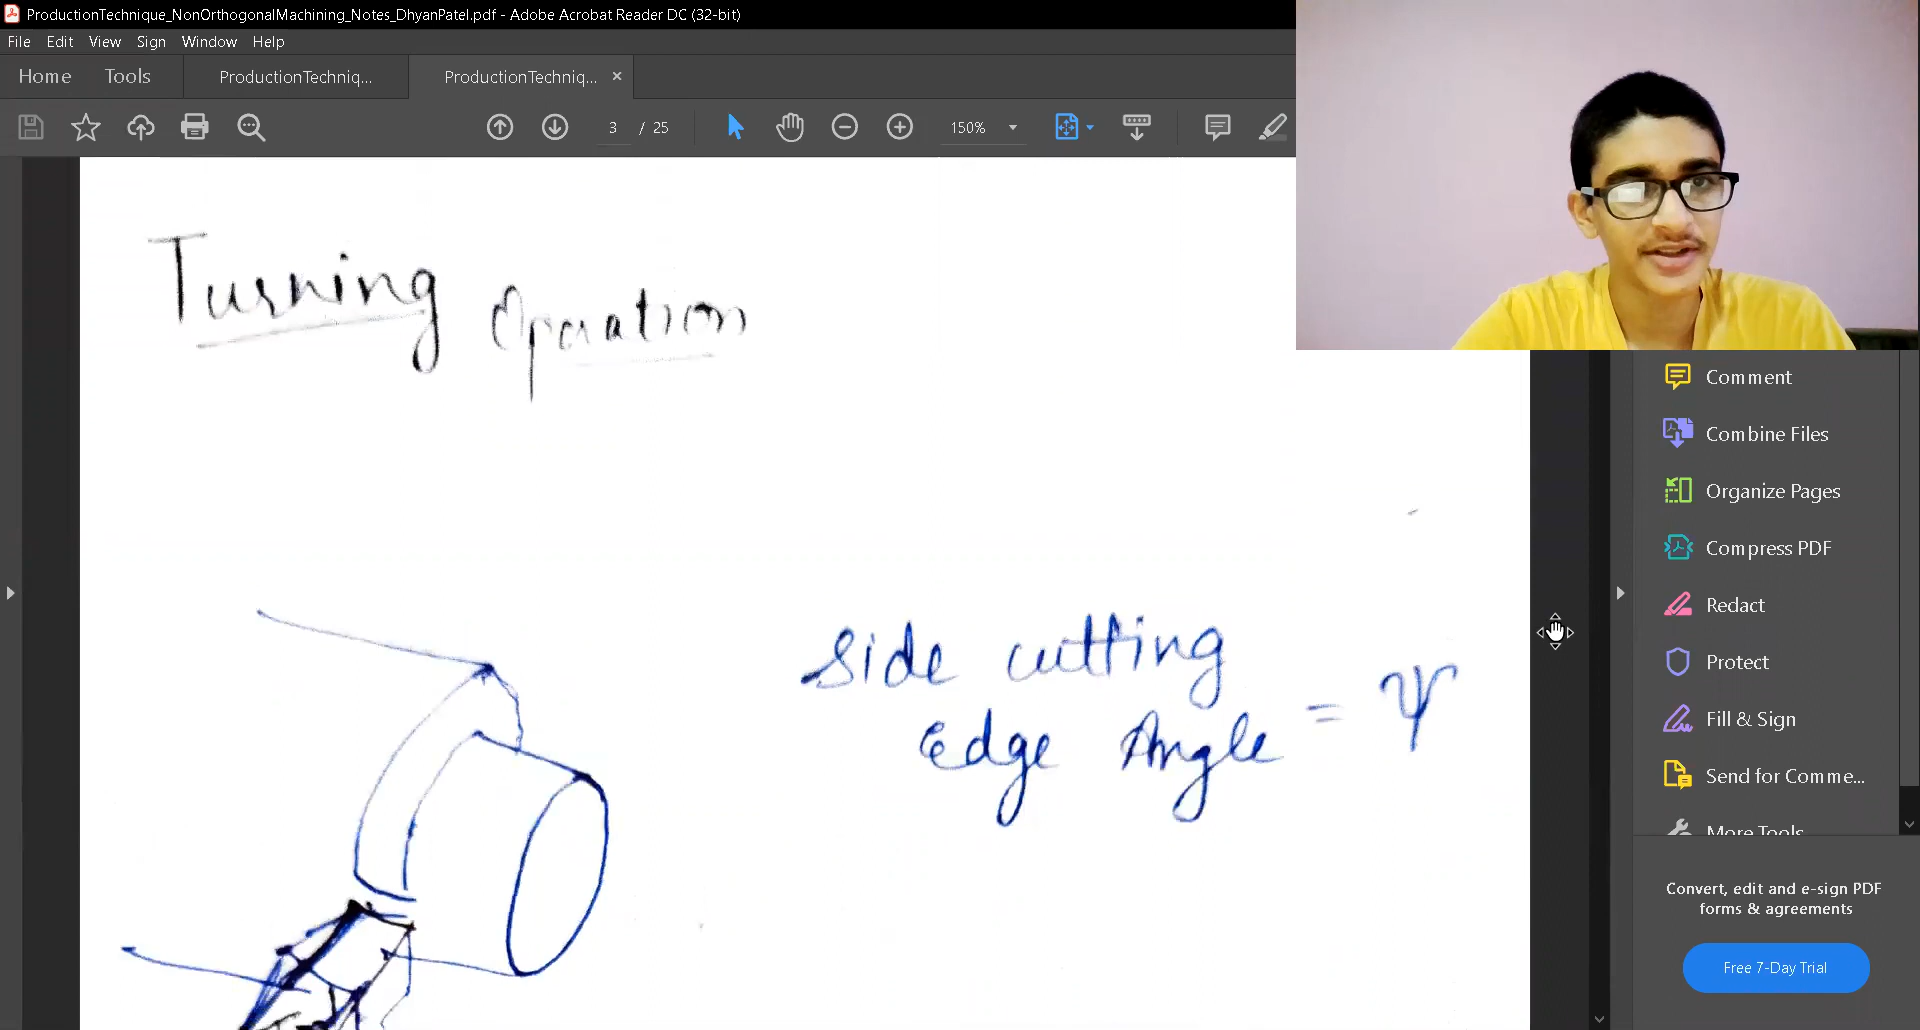 ProductionTechnique_NonOrthogonalMachining_Notes_DhyanPatel.pdf - Adobe Acrobat Reader DC (32-bit)
File Edit View Sign Window Help
Home Tools ProductionTechniq... ProductionTechniq... ×
3 / 25 150%
Turning Operation
Side cutting
Edge Angle = Ψ
Comment
Combine Files
Organize Pages
Compress PDF
Redact
Protect
Fill & Sign
Send for Comme...
More Tools
Convert, edit and e-sign PDF
forms & agreements
Free 7-Day Trial